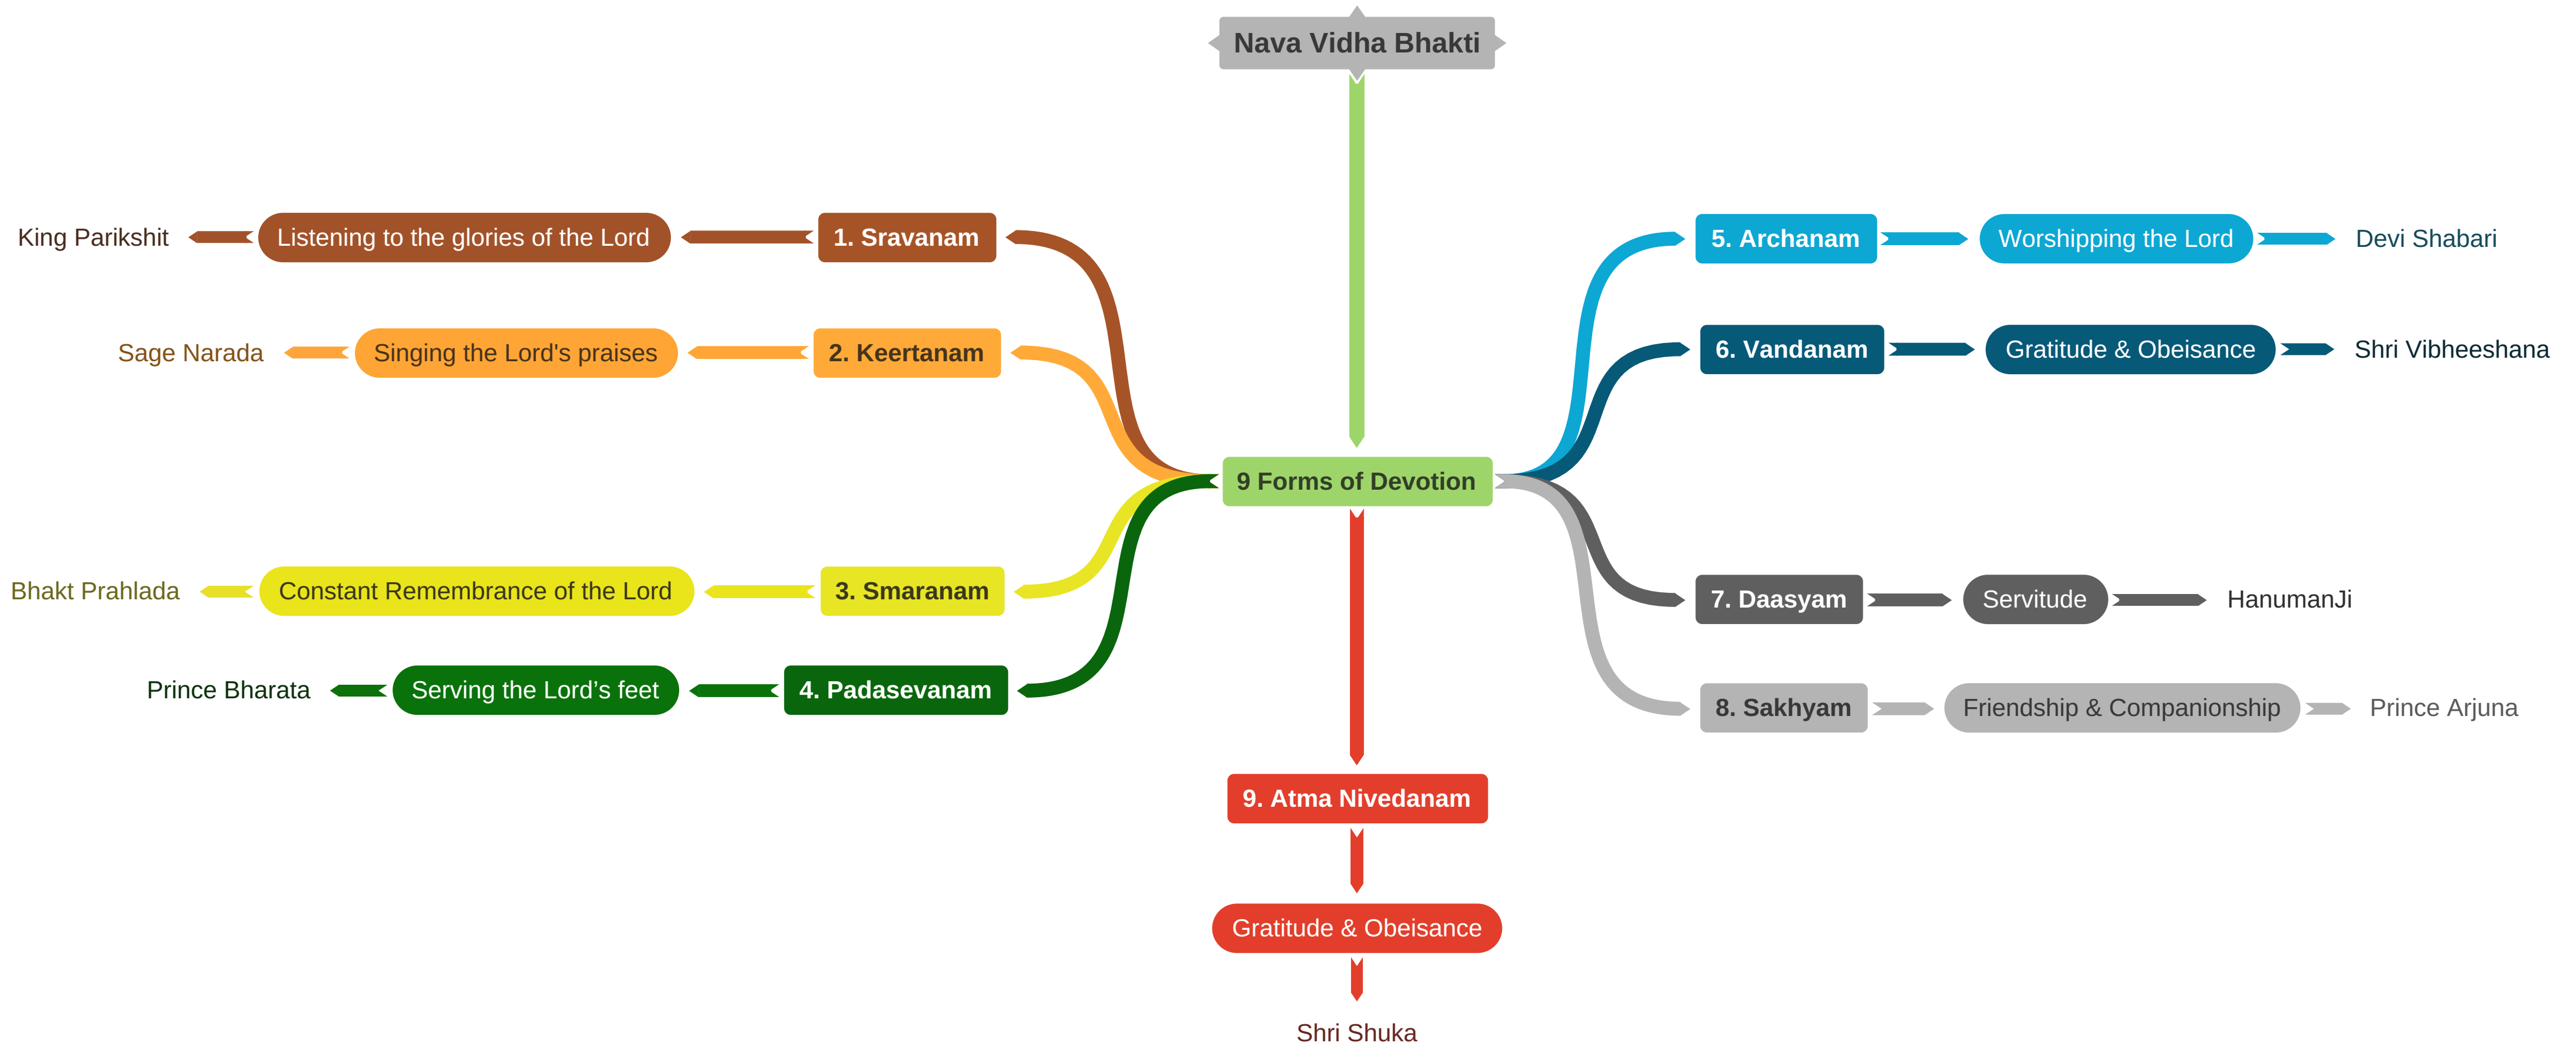 Nava Vidha Bhakti
9 Forms of Devotion
1. Sravanam
Listening to the glories of the Lord
King Parikshit
2. Keertanam
Singing the Lord's praises
Sage Narada
3. Smaranam
Constant Remembrance of the Lord
Bhakt Prahlada
4. Padasevanam
Serving the Lord’s feet
Prince Bharata
5. Archanam
Worshipping the Lord
Devi Shabari
6. Vandanam
Gratitude & Obeisance
Shri Vibheeshana
7. Daasyam
Servitude
HanumanJi
8. Sakhyam
Friendship & Companionship
Prince Arjuna
9. Atma Nivedanam
Gratitude & Obeisance
Shri Shuka